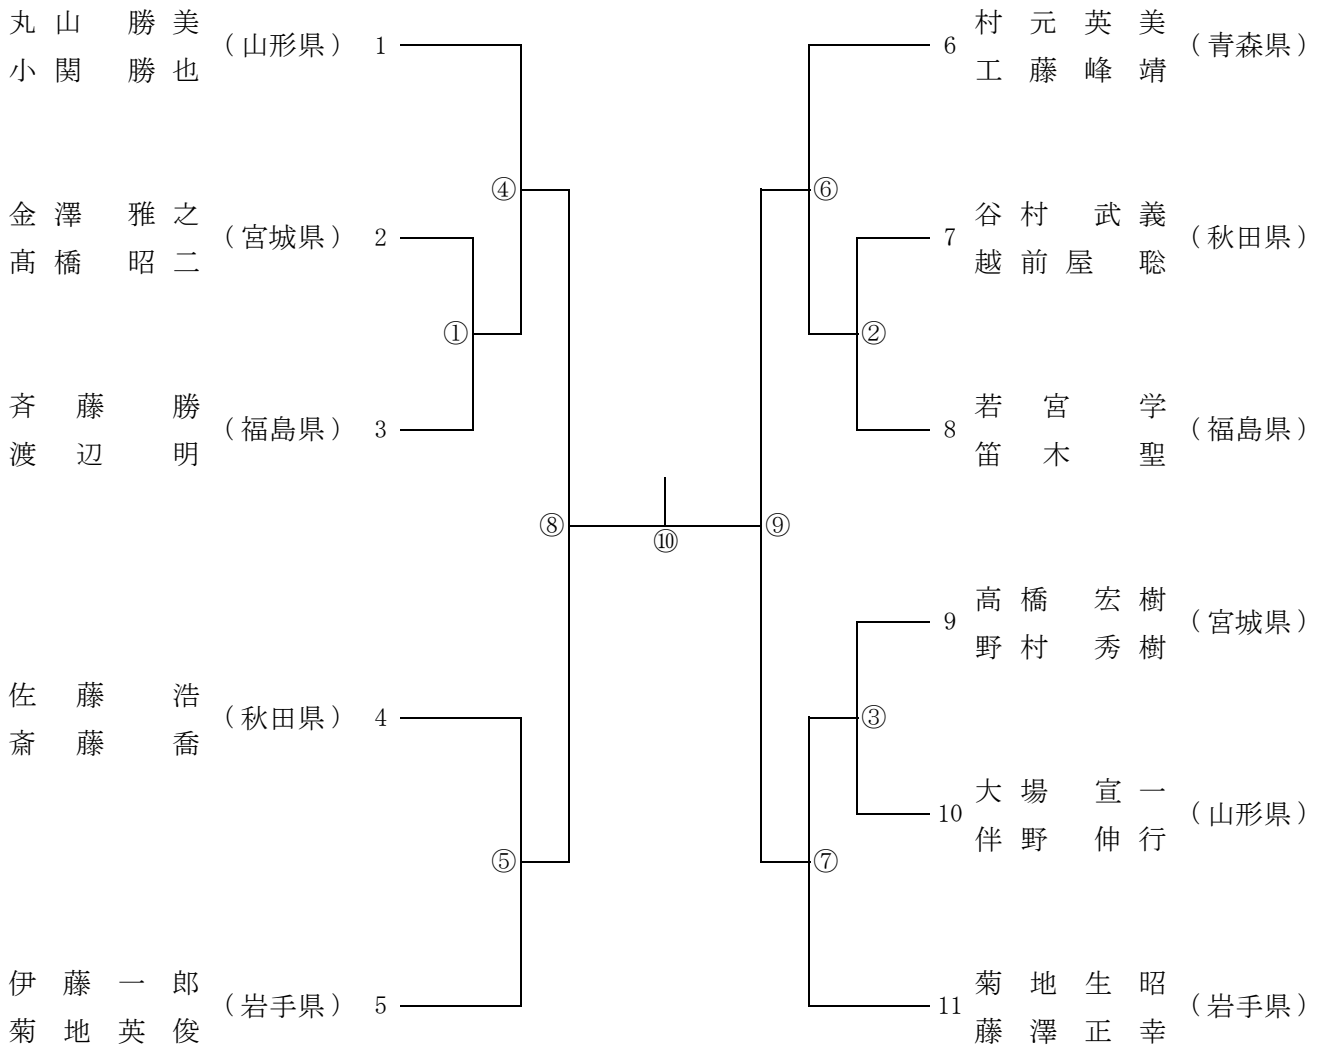 丸山 勝美
(山形県) 1
小関 勝也
金澤 雅之
(宮城県) 2
髙橋 昭二
①
④
斉藤 勝
(福島県) 3
渡辺 明
⑧
佐藤 浩
(秋田県) 4
斎藤 喬
⑤
伊藤一郎
(岩手県) 5
菊地英俊
⑩
村元英美
6 (青森県)
工藤峰靖
⑥
谷村 武義
7 (秋田県)
越前屋 聡
②
若宮 学
8 (福島県)
笛木 聖
⑨
高橋 宏樹
9 (宮城県)
野村 秀樹
③
大場 宣一
10 (山形県)
伴野 伸行
⑦
菊地生昭
11 (岩手県)
藤澤正幸